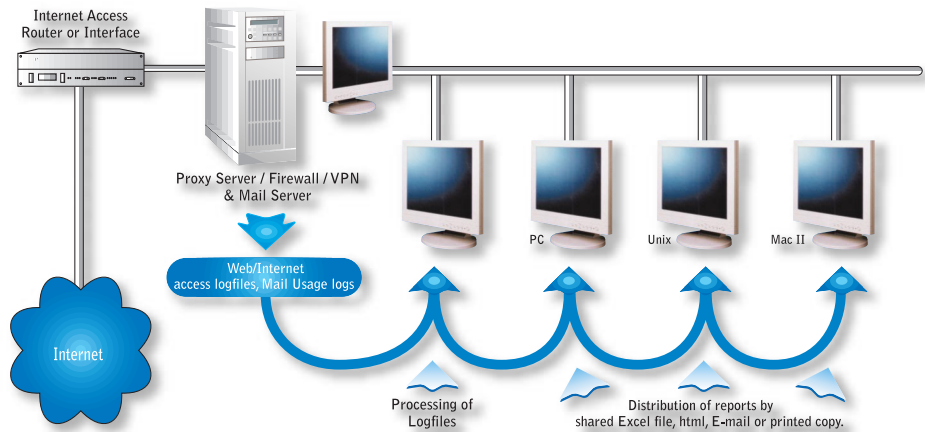 Internet Access
Router or Interface
Proxy Server / Firewall / VPN
& Mail Server
PC
Unix
Mac II
Web/Internet
access logfiles, Mail Usage logs
Internet
Processing of
Logfiles
Distribution of reports by
shared Excel file, html, E-mail or printed copy.